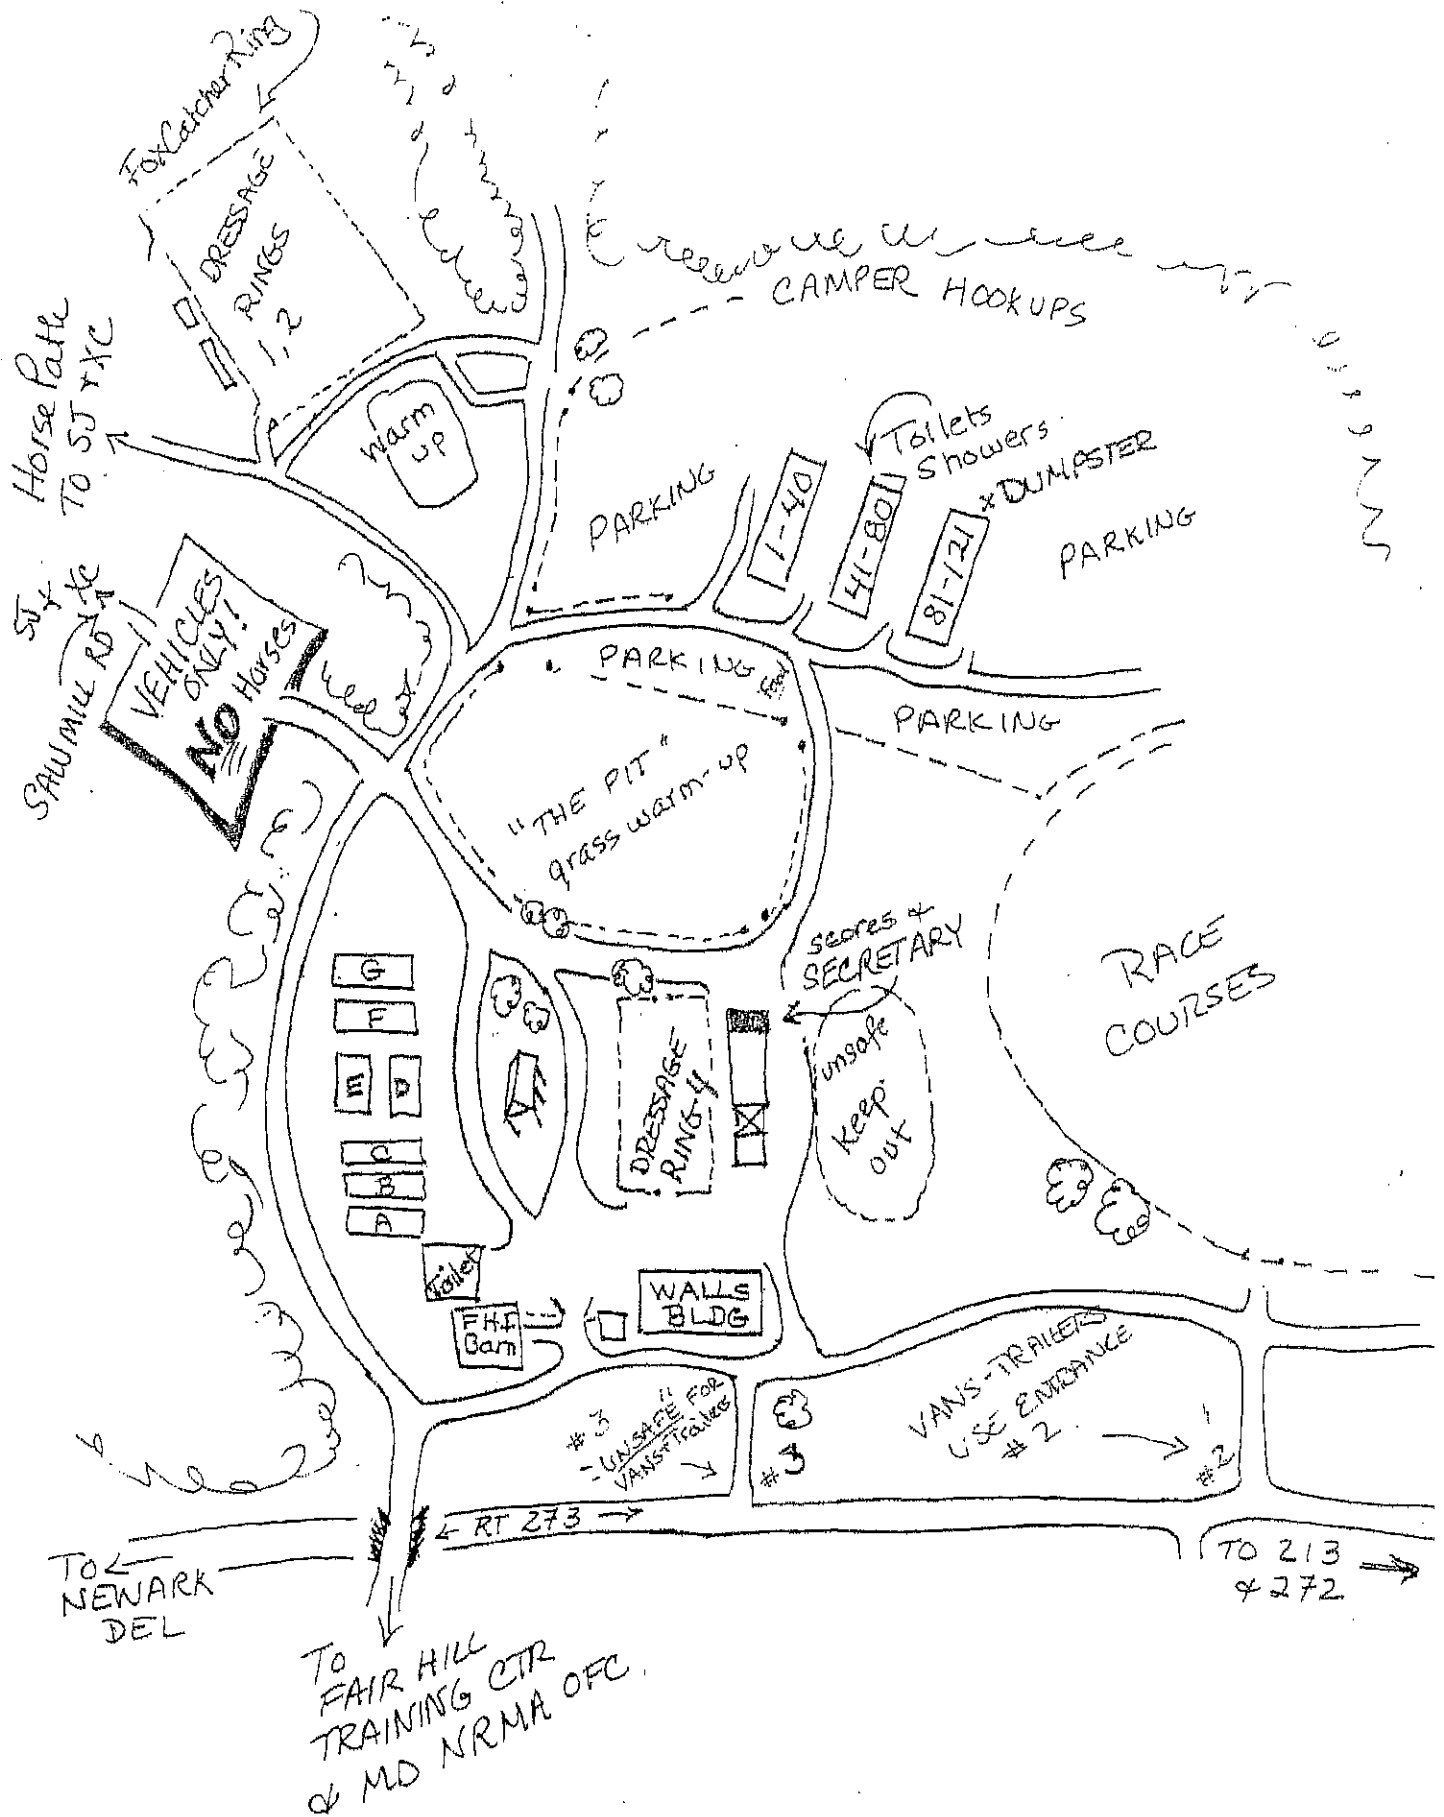 FoxCatcher Ring
DRESSAGE
RINGS
1, 2
CAMPER HOOKUPS
Horse Path
TO SJ + XC
warm
up
Toilets
Showers
x DUMPSTER
PARKING
1-40
41-80
81-121
PARKING
SJ + XC
SAWMILL RD
VEHICLES
ONLY!
NO Horses
PARKING
Food
PARKING
"THE PIT"
grass warm-up
scores &
SECRETARY
RACE
COURSES
G
F
E
D
C
B
A
DRESSAGE
RING-4
unsafe
keep
out
Toilet
FHI
Barn
WALLS
BLDG
#3
-"UNSAFE" FOR
VANS+Trailers
#3
VANS-TRAILERS
USE ENTRANCE
#2
#2
← RT 273 →
TO ←
NEWARK
DEL
TO 213 →
& 272
TO
FAIR HILL
TRAINING CTR
& MD NRMA OFC.